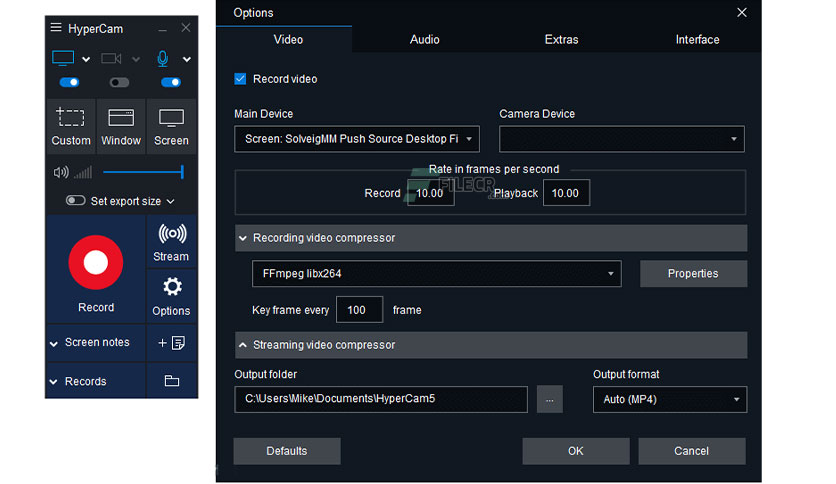 HyperCam
Custom
Window
Screen
Set export size
Record
Stream
Options
Screen notes
Records
Options
Video
Audio
Extras
Interface
Record video
Main Device
Camera Device
Screen: SolveigMM Push Source Desktop Fi
Rate in frames per second
FILECR
Record 10.00 Playback 10.00
Recording video compressor
FFmpeg libx264
Properties
Key frame every 100 frame
Streaming video compressor
Output folder
Output format
C:\Users\Mike\Documents\HyperCam5
...
Auto (MP4)
Defaults
OK
Cancel